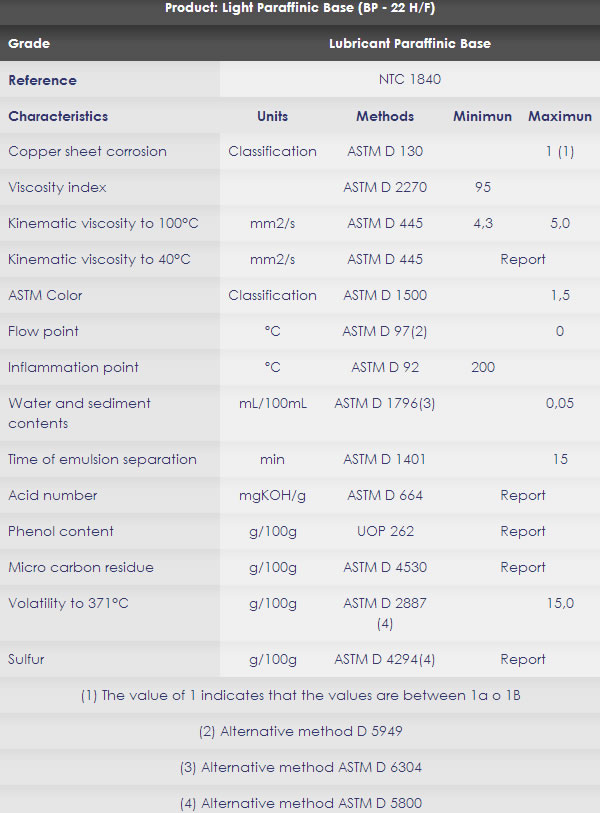 Product: Light Paraffinic Base (BP - 22 H/F)
Grade Lubricant Paraffinic Base
Reference NTC 1840
Characteristics Units Methods Minimun Maximun
Copper sheet corrosion Classification ASTM D 130 1 (1)
Viscosity index ASTM D 2270 95
Kinematic viscosity to 100°C mm2/s ASTM D 445 4,3 5,0
Kinematic viscosity to 40°C mm2/s ASTM D 445 Report
ASTM Color Classification ASTM D 1500 1,5
Flow point °C ASTM D 97(2) 0
Inflammation point °C ASTM D 92 200
Water and sediment mL/100mL ASTM D 1796(3) 0,05
contents
Time of emulsion separation min ASTM D 1401 15
Acid number mgKOH/g ASTM D 664 Report
Phenol content g/100g UOP 262 Report
Micro carbon residue g/100g ASTM D 4530 Report
Volatility to 371°C g/100g ASTM D 2887 15,0
(4)
Sulfur g/100g ASTM D 4294(4) Report
(1) The value of 1 indicates that the values are between 1a o 1B
(2) Alternative method D 5949
(3) Alternative method ASTM D 6304
(4) Alternative method ASTM D 5800